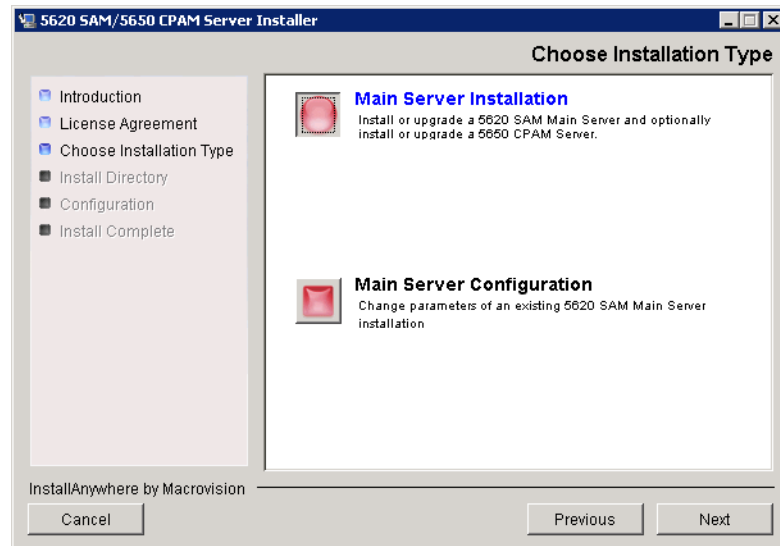 5620 SAM/5650 CPAM Server Installer
Choose Installation Type
Introduction
License Agreement
Choose Installation Type
Install Directory
Configuration
Install Complete
Main Server Installation
Install or upgrade a 5620 SAM Main Server and optionally
install or upgrade a 5650 CPAM Server.
Main Server Configuration
Change parameters of an existing 5620 SAM Main Server
installation
InstallAnywhere by Macrovision
Cancel
Previous
Next